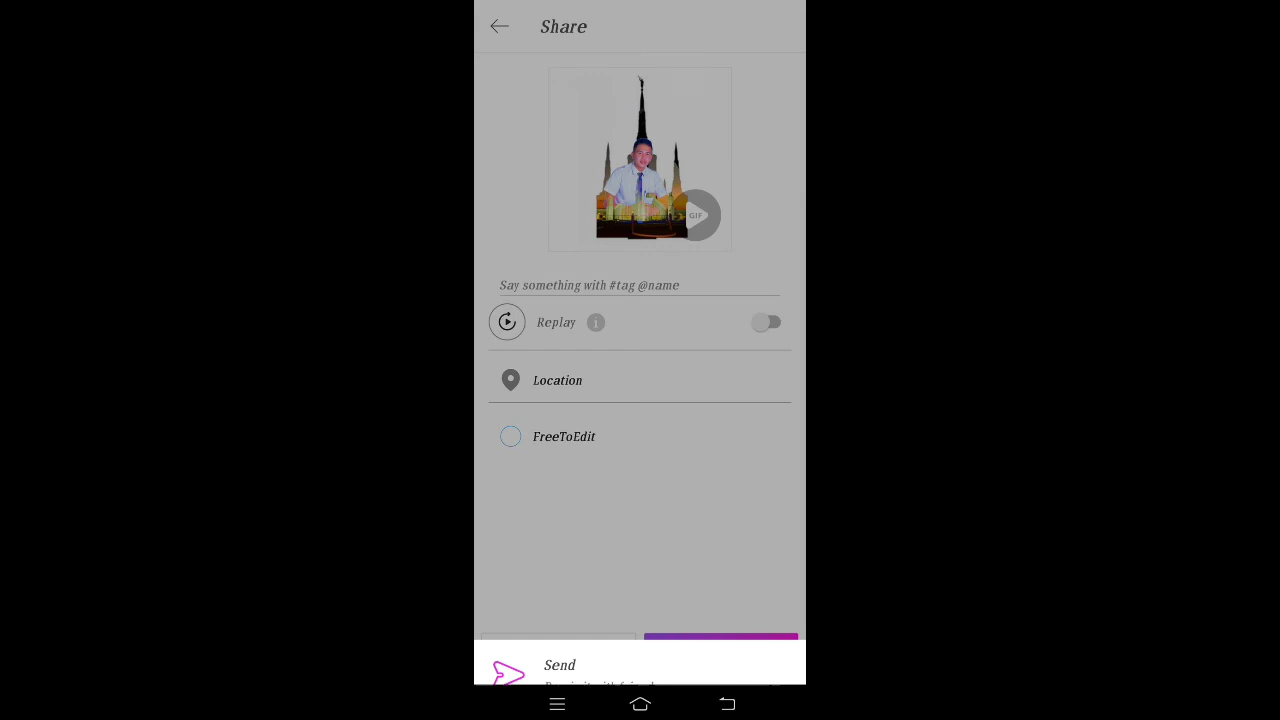 Share
GIF
Say something with #tag @name
Replay
Location
FreeToEdit
Send